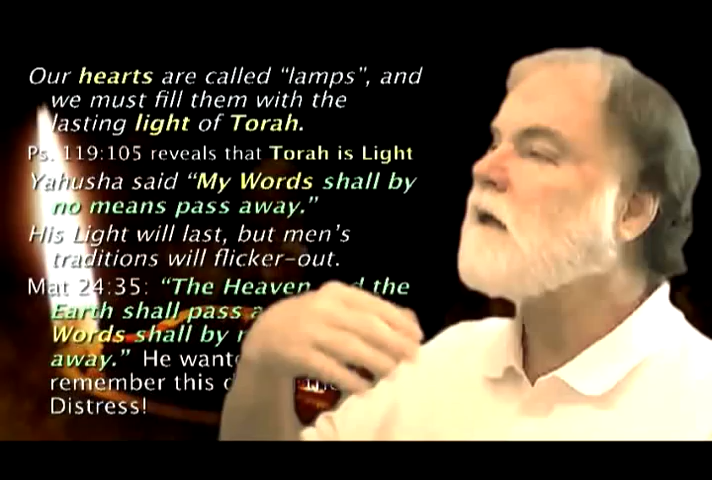 Our hearts are called “lamps”, and
we must fill them with the
lasting light of Torah.
Ps. 119:105 reveals that Torah is Light
Yahusha said “My Words shall by
no means pass away.”
His Light will last, but men’s
traditions will flicker-out.
Mat 24:35: “The Heaven the
Earth shall pass
Words shall by
away.” He
remember this
Distress!